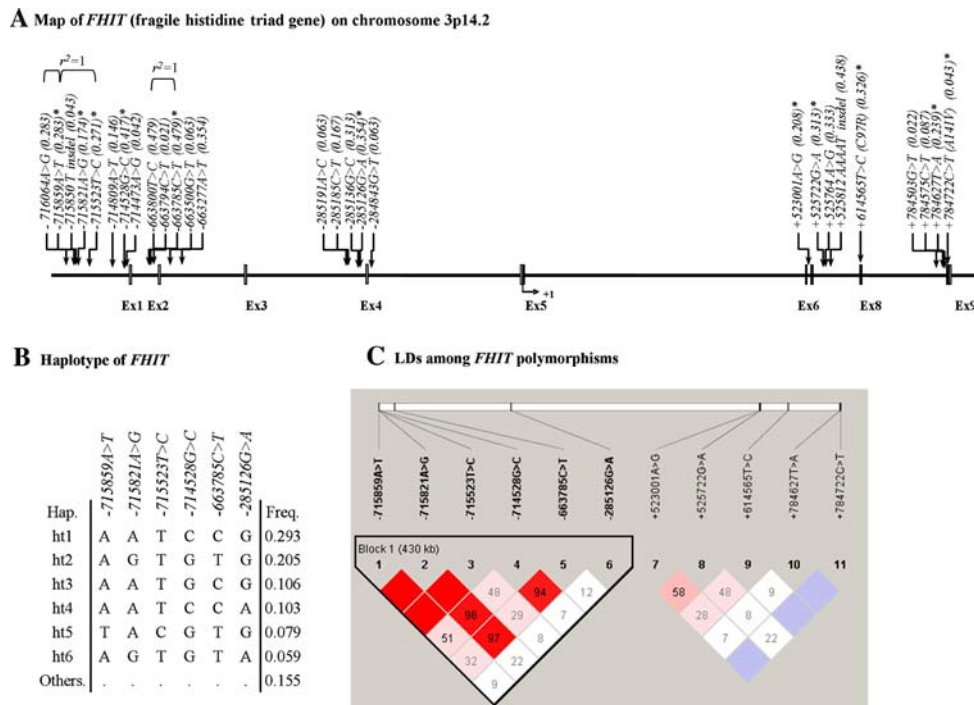 A Map of FHIT (fragile histidine triad gene) on chromosome 3p14.2
r²=1
r²=1
-716064A>G (0.283)
-715859A>T (0.283)*
-715850 T insdel (0.043)
-715821A>G (0.174)*
-715523T>C (0.271)*
-714809A>T (0.146)
-714528G>C (0.417)*
-714473A>G (0.042)
-663800T>C (0.479)
-663794C>T (0.021)
-663785C>T (0.479)*
-663500G>T (0.063)
-663277A>T (0.354)
-285191A>C (0.063)
-285185C>T (0.167)
-285136G>C (0.313)
-285126G>A (0.354)*
-284843G>T (0.063)
+523001A>G (0.208)*
+525722G>A (0.313)*
+525764 A>G (0.333)
+525812 AAAT insdel (0.438)
+614565T>C (C97R) (0.326)*
+784503G>T (0.022)
+784575C>T (0.087)
+784627T>A (0.239)*
+784722C>T (A141V) (0.043)*
Ex1 Ex2 Ex3 Ex4 Ex5 Ex6 Ex8 Ex9
+1
B Haplotype of FHIT
Hap. -715859A>T -715821A>G -715523T>C -714528G>C -663785C>T -285126G>A Freq.
ht1 A A T C C G 0.293
ht2 A G T G T G 0.205
ht3 A A T G C G 0.106
ht4 A A T C C A 0.103
ht5 T A C G T G 0.079
ht6 A G T G T A 0.059
Others. . . . . . . 0.155
C LDs among FHIT polymorphisms
-715859A>T
-715821A>G
-715523T>C
-714528G>C
-663785C>T
-285126G>A
+523001A>G
+525722G>A
+614565T>C
+784627T>A
+784722C>T
Block 1 (430 kb)
1 2 3 4 5 6 7 8 9 10 11
48 94 12 58 48 9
96 29 7 28 8
51 97 8 7 22
32 22
9